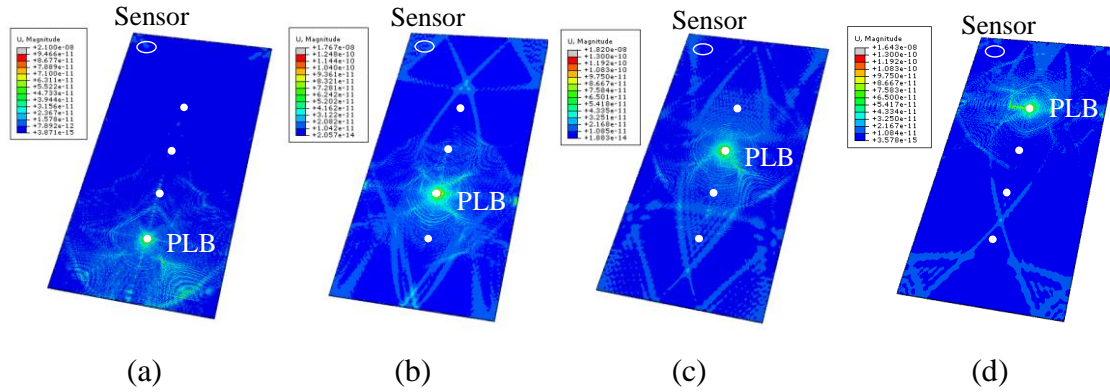 Sensor
U, Magnitude
+2.100e-08
+9.466e-11
+8.677e-11
+7.889e-11
+7.100e-11
+6.311e-11
+5.522e-11
+4.733e-11
+3.944e-11
+3.156e-11
+2.367e-11
+1.578e-11
+7.892e-12
+3.871e-15
PLB
(a)
Sensor
U, Magnitude
+1.767e-08
+1.248e-10
+1.144e-10
+1.040e-10
+9.361e-11
+8.321e-11
+7.281e-11
+6.242e-11
+5.202e-11
+4.162e-11
+3.122e-11
+2.082e-11
+1.042e-11
+2.057e-14
PLB
(b)
Sensor
U, Magnitude
+1.820e-08
+1.300e-10
+1.192e-10
+1.083e-10
+9.750e-11
+8.667e-11
+7.584e-11
+6.501e-11
+5.418e-11
+4.335e-11
+3.251e-11
+2.168e-11
+1.085e-11
+1.883e-14
PLB
(c)
Sensor
U, Magnitude
+1.643e-08
+1.300e-10
+1.192e-10
+1.083e-10
+9.750e-11
+8.667e-11
+7.583e-11
+6.500e-11
+5.417e-11
+4.334e-11
+3.250e-11
+2.167e-11
+1.084e-11
+3.578e-15
PLB
(d)